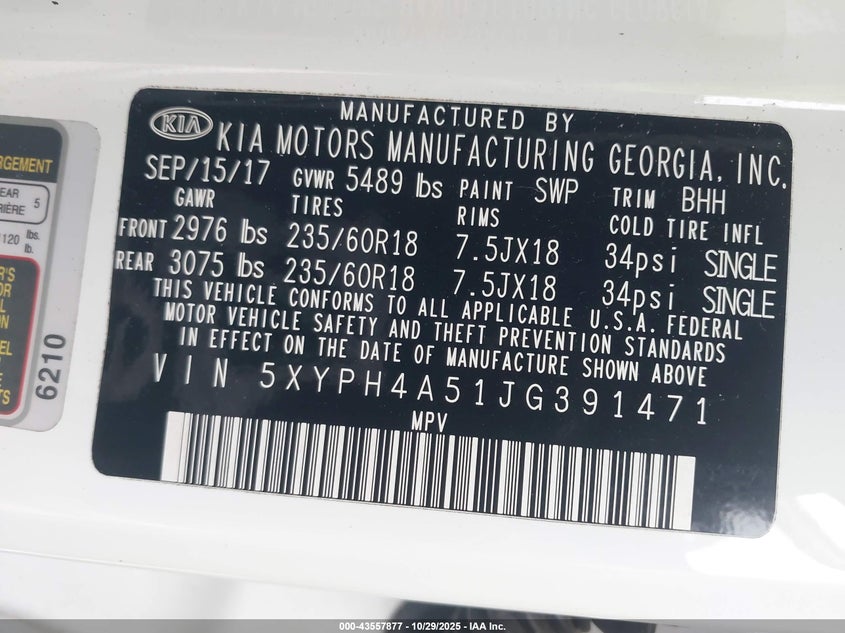 MANUFACTURED BY
KIA KIA MOTORS MANUFACTURING GEORGIA, INC.
SEP/15/17 GVWR 5489 lbs PAINT SWP TRIM BHH
GAWR TIRES RIMS COLD TIRE INFL
FRONT 2976 lbs 235/60R18 7.5JX18 34psi SINGLE
REAR 3075 lbs 235/60R18 7.5JX18 34psi SINGLE
THIS VEHICLE CONFORMS TO ALL APPLICABLE U.S.A. FEDERAL
MOTOR VEHICLE SAFETY AND THEFT PREVENTION STANDARDS
IN EFFECT ON THE DATE OF MANUFACTURE SHOWN ABOVE
VIN 5XYPH4A51JG391471
MPV
5
lbs.
lb.
6210
000-43557877 - 10/29/2025 - IAA Inc.